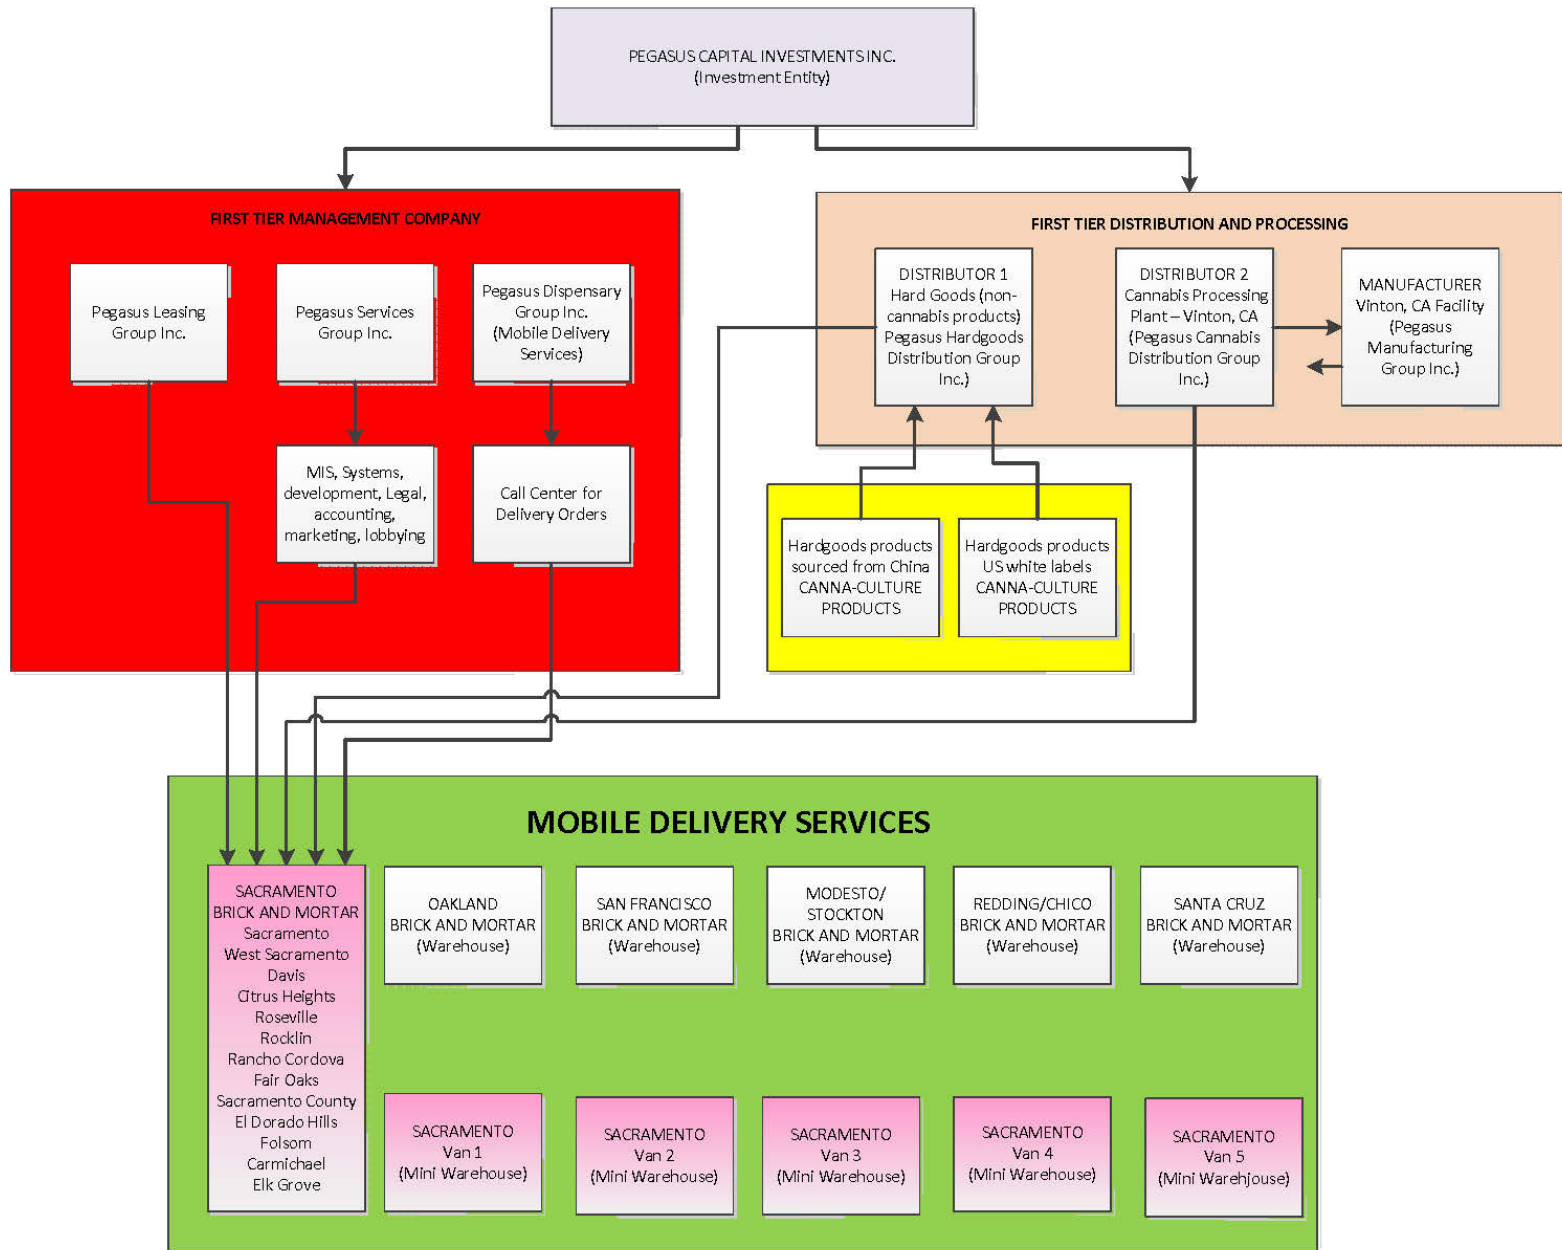 PEGASUS CAPITAL INVESTMENTS INC.
(Investment Entity)
FIRST TIER MANAGEMENT COMPANY
Pegasus Leasing
Group Inc.
Pegasus Services
Group Inc.
Pegasus Dispensary
Group Inc.
(Mobile Delivery
Services)
MIS, Systems,
development, Legal,
accounting,
marketing, lobbying
Call Center for
Delivery Orders
FIRST TIER DISTRIBUTION AND PROCESSING
DISTRIBUTOR 1
Hard Goods (non-
cannabis products)
Pegasus Hardgoods
Distribution Group
Inc.)
DISTRIBUTOR 2
Cannabis Processing
Plant – Vinton, CA
(Pegasus Cannabis
Distribution Group
Inc.)
MANUFACTURER
Vinton, CA Facility
(Pegasus
Manufacturing
Group Inc.)
Hardgoods products
sourced from China
CANNA-CULTURE
PRODUCTS
Hardgoods products
US white labels
CANNA-CULTURE
PRODUCTS
MOBILE DELIVERY SERVICES
SACRAMENTO
BRICK AND MORTAR
Sacramento
West Sacramento
Davis
Citrus Heights
Roseville
Rocklin
Rancho Cordova
Fair Oaks
Sacramento County
El Dorado Hills
Folsom
Carmichael
Elk Grove
OAKLAND
BRICK AND MORTAR
(Warehouse)
SAN FRANCISCO
BRICK AND MORTAR
(Warehouse)
MODESTO/
STOCKTON
BRICK AND MORTAR
(Warehouse)
REDDING/CHICO
BRICK AND MORTAR
(Warehouse)
SANTA CRUZ
BRICK AND MORTAR
(Warehouse)
SACRAMENTO
Van 1
(Mini Warehouse)
SACRAMENTO
Van 2
(Mini Warehouse)
SACRAMENTO
Van 3
(Mini Warehouse)
SACRAMENTO
Van 4
(Mini Warehouse)
SACRAMENTO
Van 5
(Mini Warehjouse)